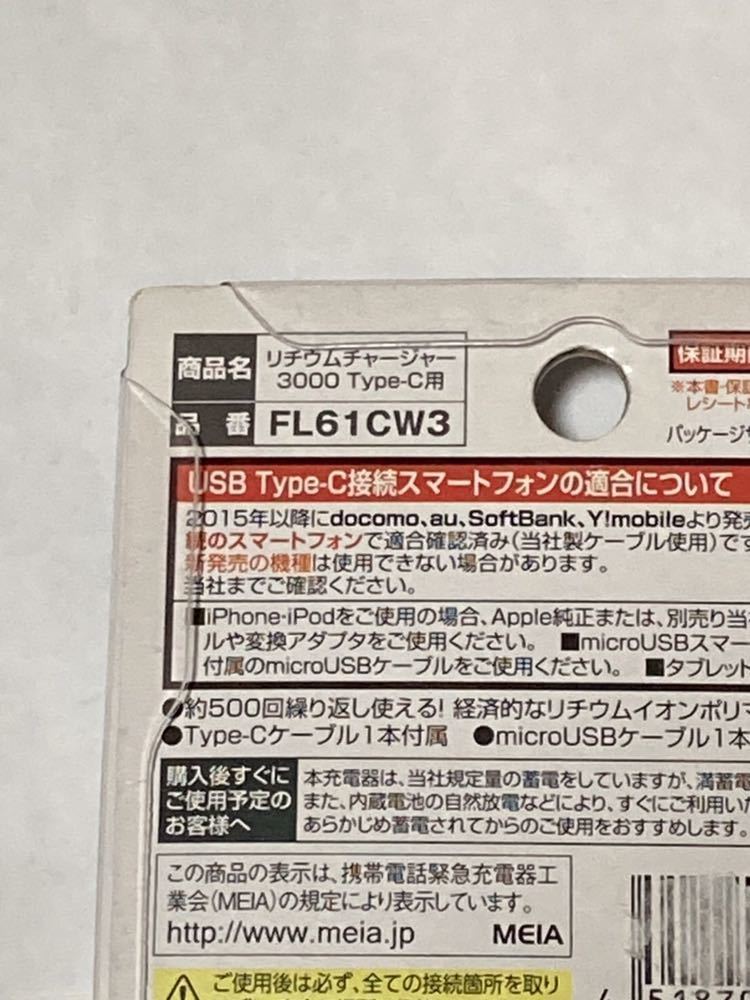 商品名 リチウムチャージャー
3000 Type-C用
品 番 FL61CW3
保証期
※本書·保証
レシート
パッケージ
USB Type-C接続スマートフォンの適合について
2015年以降にdocomo、au、SoftBank、Y!mobileより発売
続のスマートフォンで適合確認済み(当社製ケーブル使用)です
新発売の機種は使用できない場合があります。
当社までご確認ください。
■iPhone·iPodをご使用の場合、Apple純正または、別売り当社
ルや変換アダプタをご使用ください。 ■microUSBスマー
付属のmicroUSBケーブルをご使用ください。 ■タブレット
●約500回繰り返し使える! 経済的なリチウムイオンポリマ
●Type-Cケーブル1本付属 ●microUSBケーブル1本
購入後すぐに
ご使用予定の
お客様へ
本充電器は、当社規定量の蓄電をしていますが、満蓄電
また、内蔵電池の自然放電などにより、すぐにご利用いた
あらかじめ蓄電されてからのご使用をおすすめします。
この商品の表示は、携帯電話緊急充電器工
業会(MEIA)の規定により表示しています。
http://www.meia.jp MEIA
ご使用後は必ず、全ての接続箇所を取り